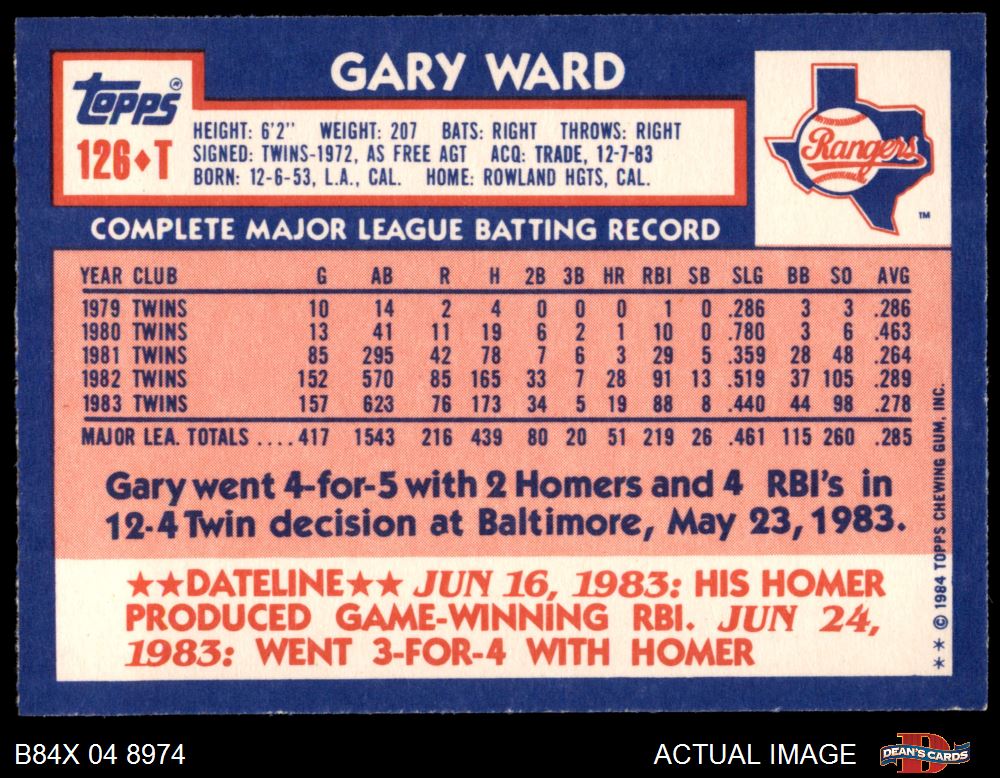 GARY WARD
Topps®
126♦T
HEIGHT: 6'2" WEIGHT: 207 BATS: RIGHT THROWS: RIGHT
SIGNED: TWINS-1972, AS FREE AGT ACQ: TRADE, 12-7-83
BORN: 12-6-53, L.A., CAL. HOME: ROWLAND HGTS, CAL.
Rangers
TM
COMPLETE MAJOR LEAGUE BATTING RECORD
YEAR CLUB G AB R H 2B 3B HR RBI SB SLG BB SO AVG
1979 TWINS 10 14 2 4 0 0 0 1 0 .286 3 3 .286
1980 TWINS 13 41 11 19 6 2 1 10 0 .780 3 6 .463
1981 TWINS 85 295 42 78 7 6 3 29 5 .359 28 48 .264
1982 TWINS 152 570 85 165 33 7 28 91 13 .519 37 105 .289
1983 TWINS 157 623 76 173 34 5 19 88 8 .440 44 98 .278
MAJOR LEA. TOTALS ....417 1543 216 439 80 20 51 219 26 .461 115 260 .285
Gary went 4-for-5 with 2 Homers and 4 RBI's in
12-4 Twin decision at Baltimore, May 23, 1983.
★★DATELINE★★ JUN 16, 1983: HIS HOMER
PRODUCED GAME-WINNING RBI. JUN 24,
1983: WENT 3-FOR-4 WITH HOMER
✶✶ © 1984 TOPPS CHEWING GUM, INC.
B84X 04 8974
ACTUAL IMAGE
D
DEAN'S CARDS